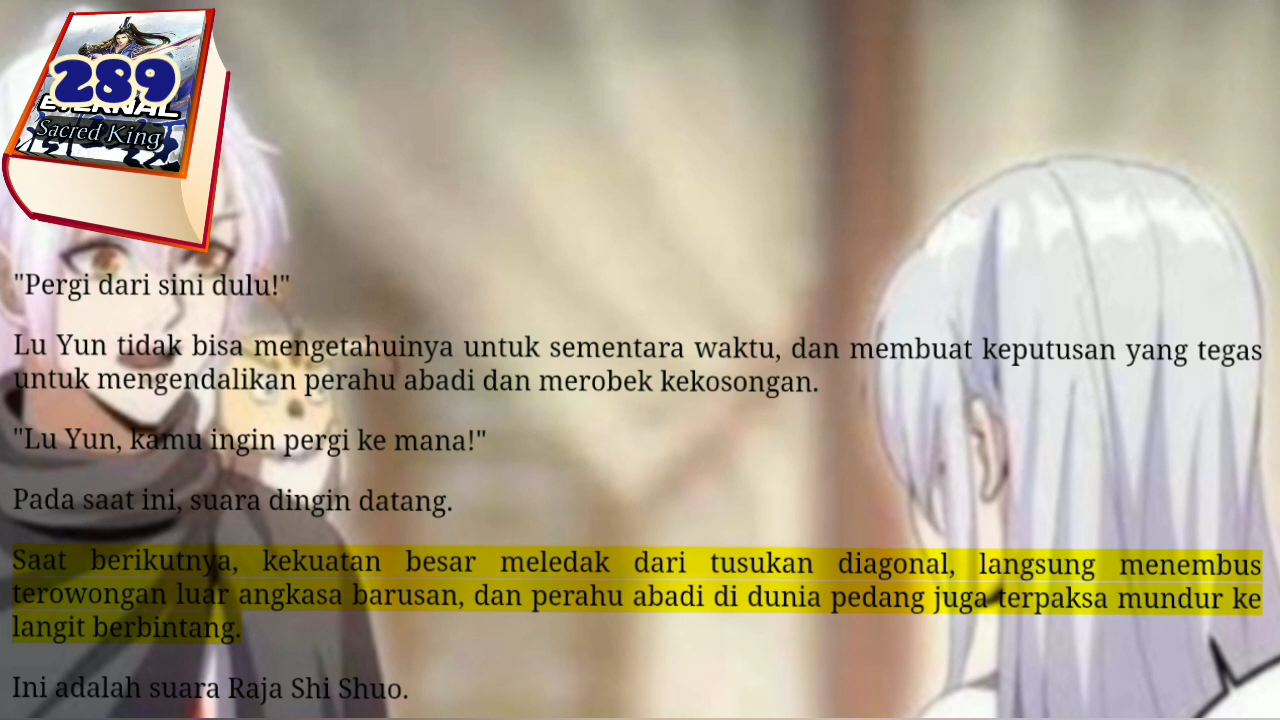 289
ETERNAL
Sacred King
"Pergi dari sini dulu!"
Lu Yun tidak bisa mengetahuinya untuk sementara waktu, dan membuat keputusan yang tegas
untuk mengendalikan perahu abadi dan merobek kekosongan.
"Lu Yun, kamu ingin pergi ke mana!"
Pada saat ini, suara dingin datang.
Saat berikutnya, kekuatan besar meledak dari tusukan diagonal, langsung menembus
terowongan luar angkasa barusan, dan perahu abadi di dunia pedang juga terpaksa mundur ke
langit berbintang.
Ini adalah suara Raja Shi Shuo.